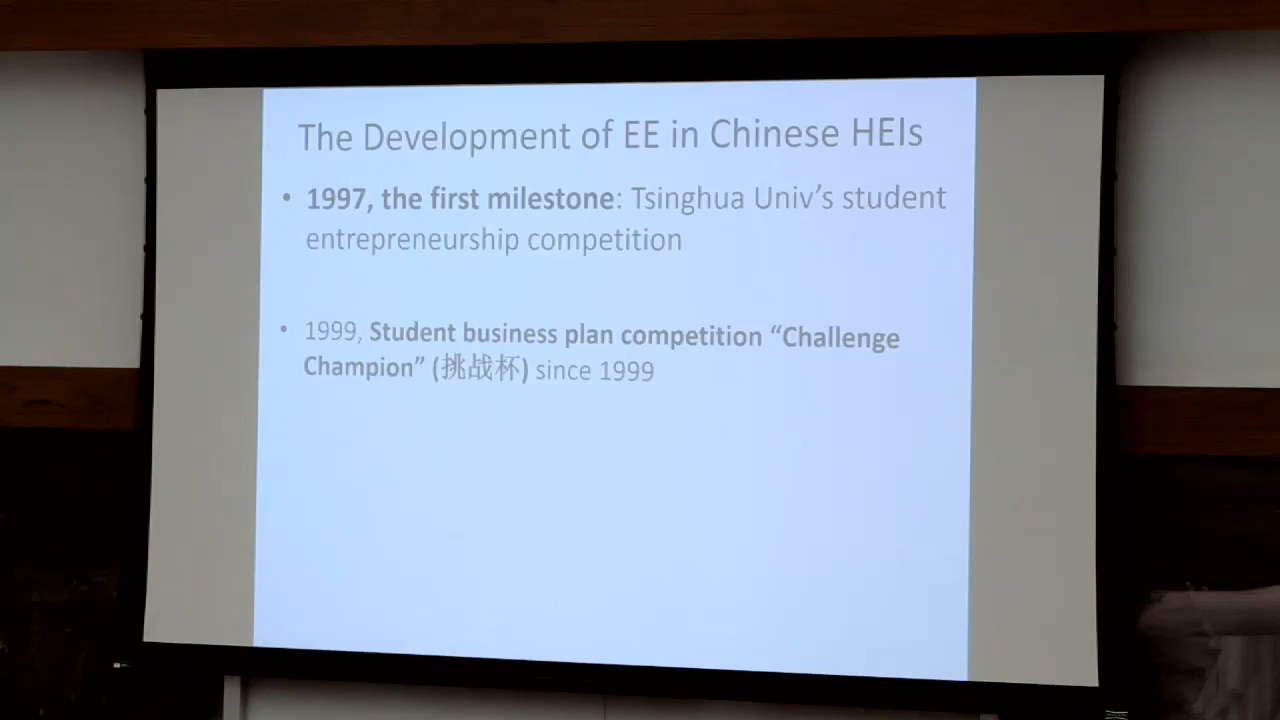 The Development of EE in Chinese HEIs
• 1997, the first milestone: Tsinghua Univ’s student
entrepreneurship competition
• 1999, Student business plan competition “Challenge
Champion” (挑战杯) since 1999